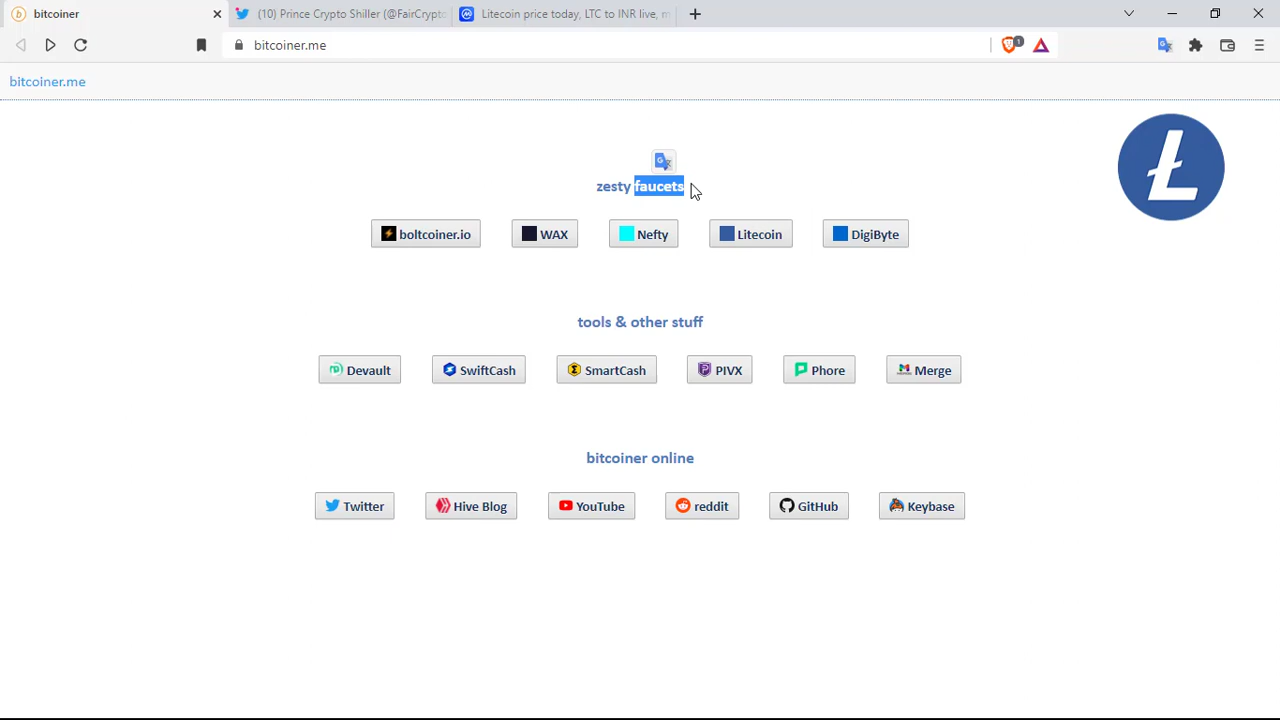 bitcoiner
(10) Prince Crypto Shiller (@FairCrypto
Litecoin price today, LTC to INR live, m
bitcoiner.me
1
bitcoiner.me
zesty faucets
boltcoiner.io WAX Nefty Litecoin DigiByte
tools & other stuff
Devault SwiftCash SmartCash PIVX Phore Merge
bitcoiner online
Twitter Hive Blog YouTube reddit GitHub Keybase